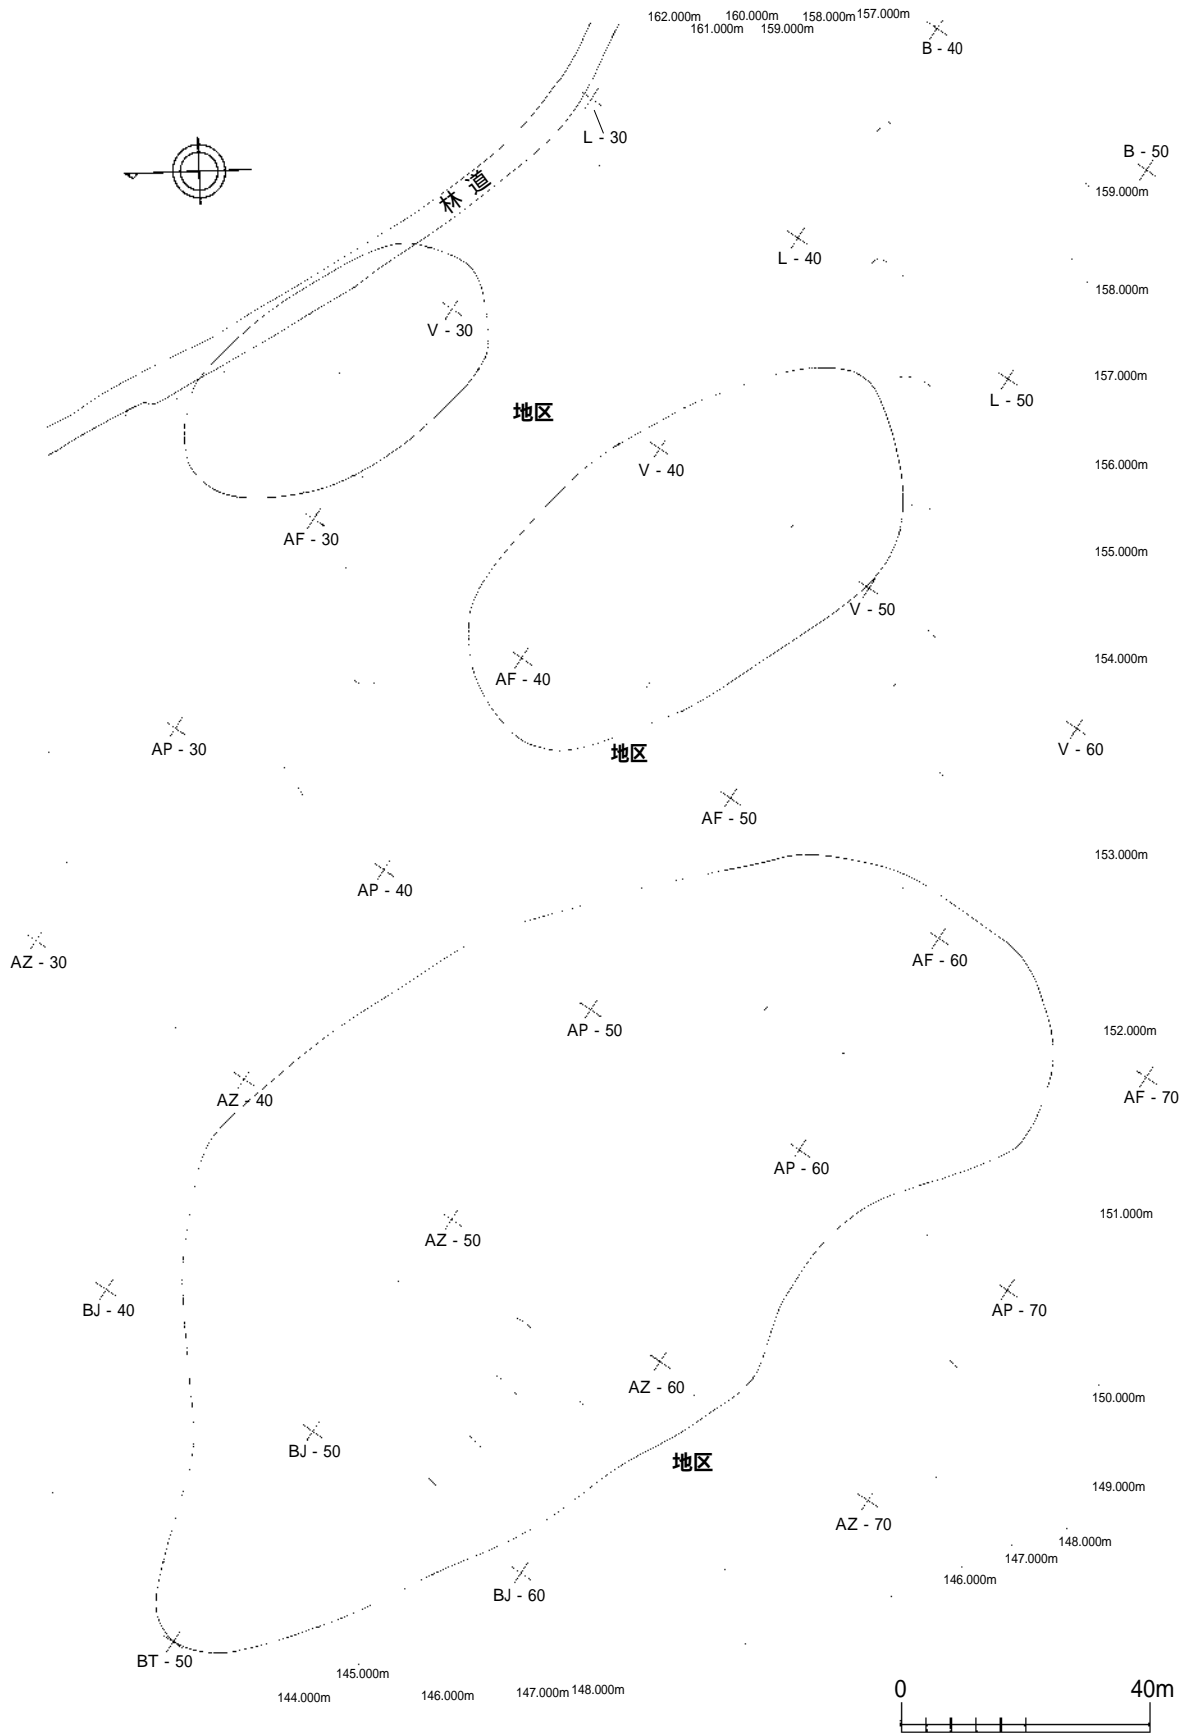 162.000m
160.000m
158.000m
157.000m
161.000m
159.000m
B - 40
L - 30
B - 50
159.000m
林 道
L - 40
158.000m
V - 30
157.000m
L - 50
地区
V - 40
156.000m
AF - 30
155.000m
V - 50
154.000m
AF - 40
AP - 30
地区
V - 60
AF - 50
153.000m
AP - 40
AZ - 30
AF - 60
AP - 50
152.000m
AZ - 40
AF - 70
AP - 60
151.000m
AZ - 50
BJ - 40
AP - 70
AZ - 60
150.000m
BJ - 50
地区
149.000m
AZ - 70
148.000m
147.000m
146.000m
BJ - 60
BT - 50
145.000m
144.000m
146.000m
147.000m
148.000m
0
40m